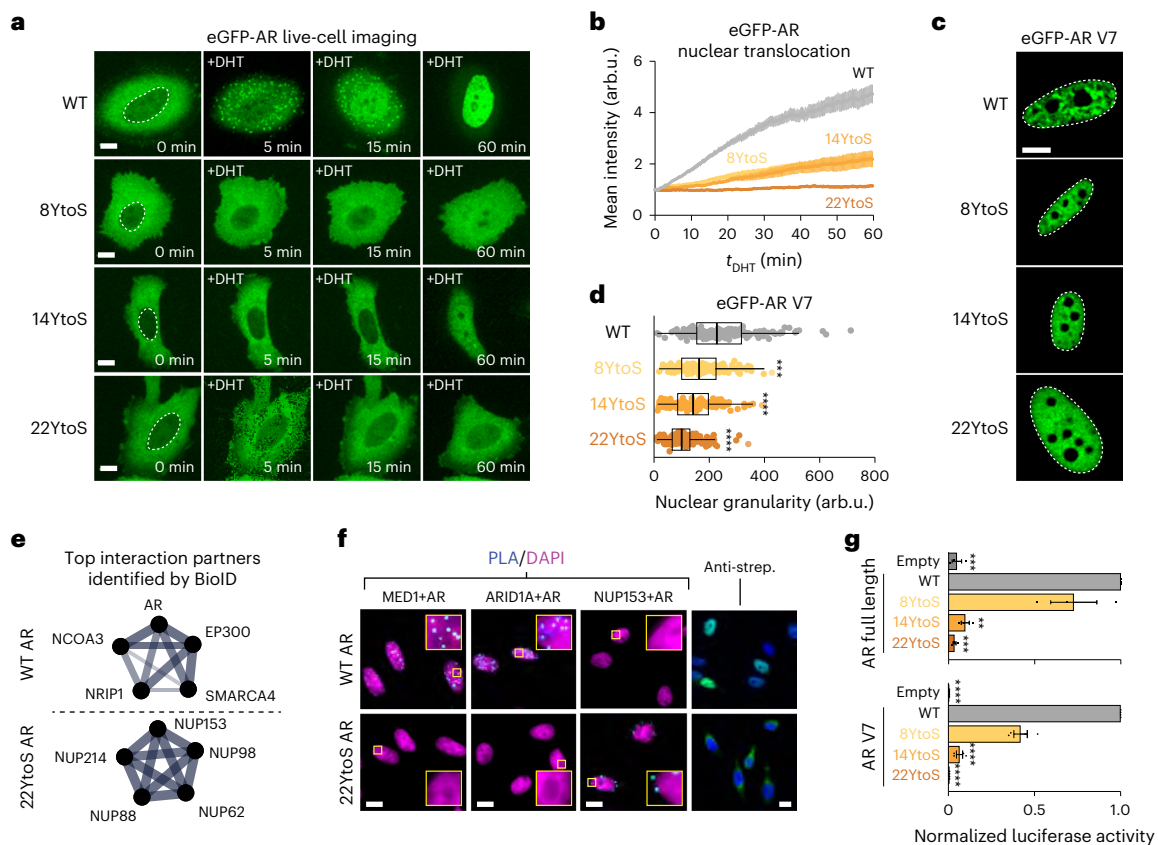 a
eGFP-AR live-cell imaging
WT
0 min
+DHT
5 min
+DHT
15 min
+DHT
60 min
8YtoS
0 min
+DHT
5 min
+DHT
15 min
+DHT
60 min
14YtoS
0 min
+DHT
5 min
+DHT
15 min
+DHT
60 min
22YtoS
0 min
+DHT
5 min
+DHT
15 min
+DHT
60 min
b
eGFP-AR
nuclear translocation
Mean intensity (arb.u.)
6
4
2
0
WT
14YtoS
8YtoS
22YtoS
0 10 20 30 40 50 60
tDHT (min)
c
eGFP-AR V7
WT
8YtoS
14YtoS
22YtoS
d
eGFP-AR V7
WT
8YtoS
***
14YtoS
****
22YtoS
****
0 200 400 600 800
Nuclear granularity (arb.u.)
e
Top interaction partners
identified by BioID
WT AR
AR
NCOA3
EP300
NRIP1
SMARCA4
22YtoS AR
NUP153
NUP214
NUP98
NUP88
NUP62
f
PLA/DAPI
Anti-strep.
MED1+AR
ARID1A+AR
NUP153+AR
WT AR
22YtoS AR
g
AR full length
Empty
***
WT
8YtoS
14YtoS
**
22YtoS
***
AR V7
Empty
****
WT
8YtoS
14YtoS
****
22YtoS
****
0 0.5 1.0
Normalized luciferase activity